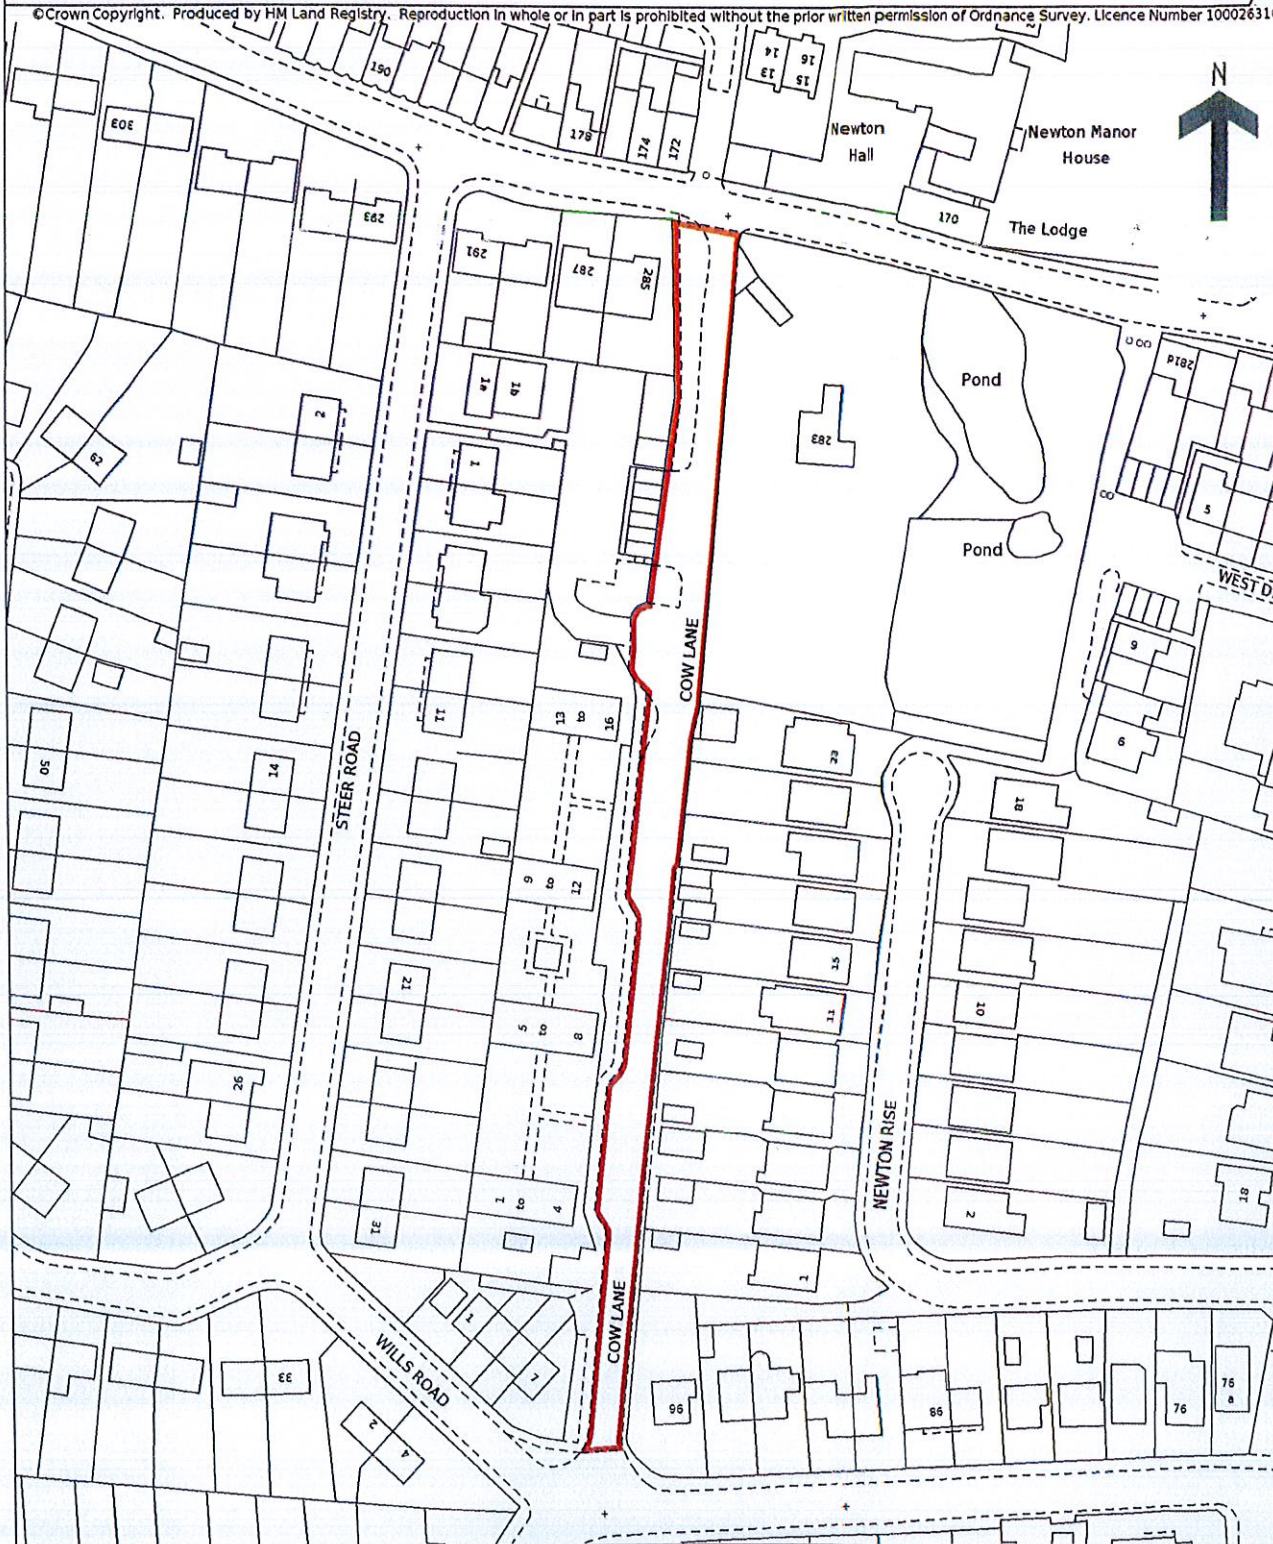 ©Crown Copyright. Produced by HM Land Registry. Reproduction in whole or in part is prohibited without the prior written permission of Ordnance Survey. Licence Number 10002631
190
14
16
13
15
N
303
178
174
172
Newton
Hall
Newton Manor
House
293
170
The Lodge
291
287
285
281d
Pond
1a
1b
2
283
62
1
5
Pond
WEST D
COW LANE
9
13
to
16
11
6
50
14
STEER ROAD
23
18
9
to
12
21
15
11
10
5
to
8
26
NEWTON RISE
1
to
4
31
2
18
1
COW LANE
1
WILLS ROAD
33
7
2
4
96
86
76
76
a